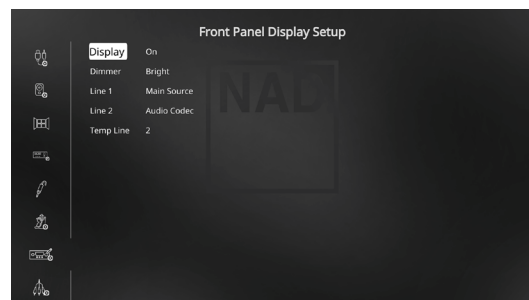 Front Panel Display Setup
Display On
Dimmer Bright
Line 1 Main Source
Line 2 Audio Codec
Temp Line 2
NAD